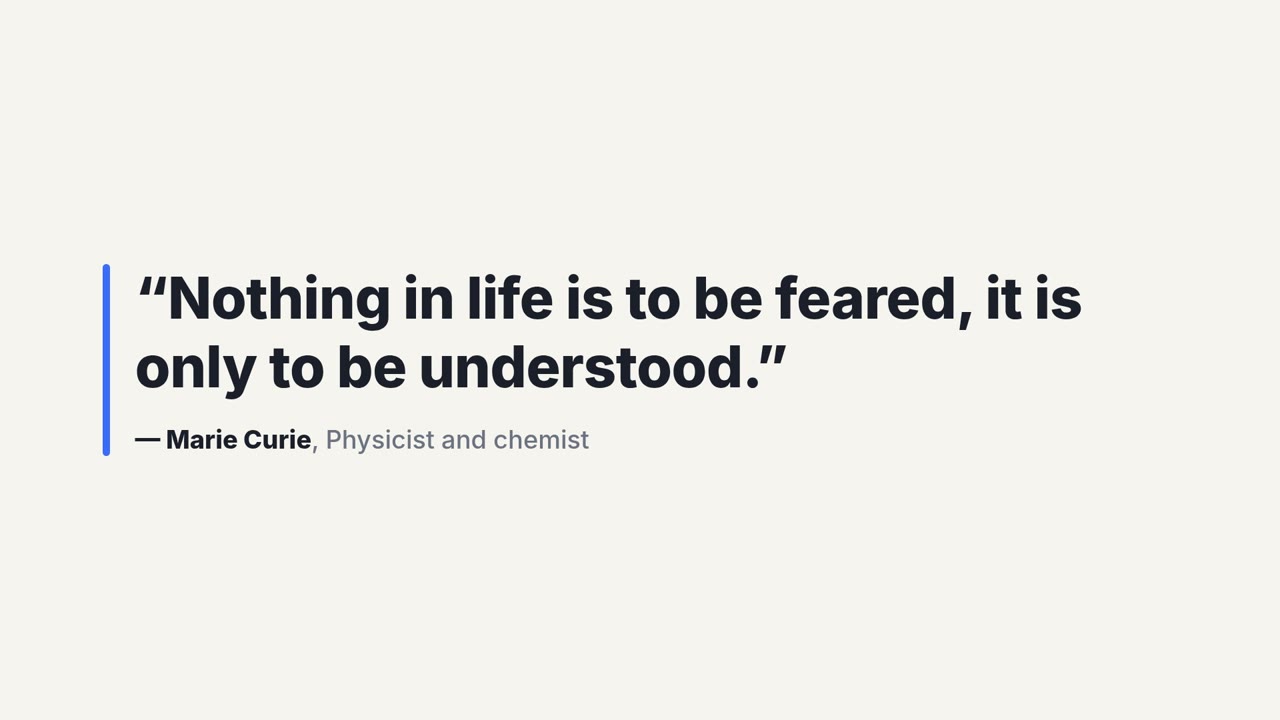 “Nothing in life is to be feared, it is
only to be understood.”
— Marie Curie, Physicist and chemist